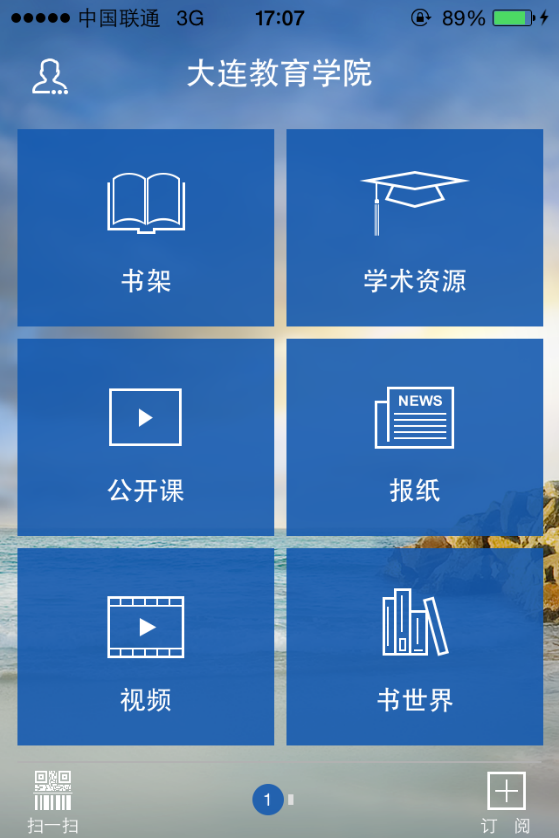 中国联通 3G 17:07 89%
大连教育学院
书架
学术资源
公开课
NEWS
报纸
视频
书世界
扫一扫
1
订 阅